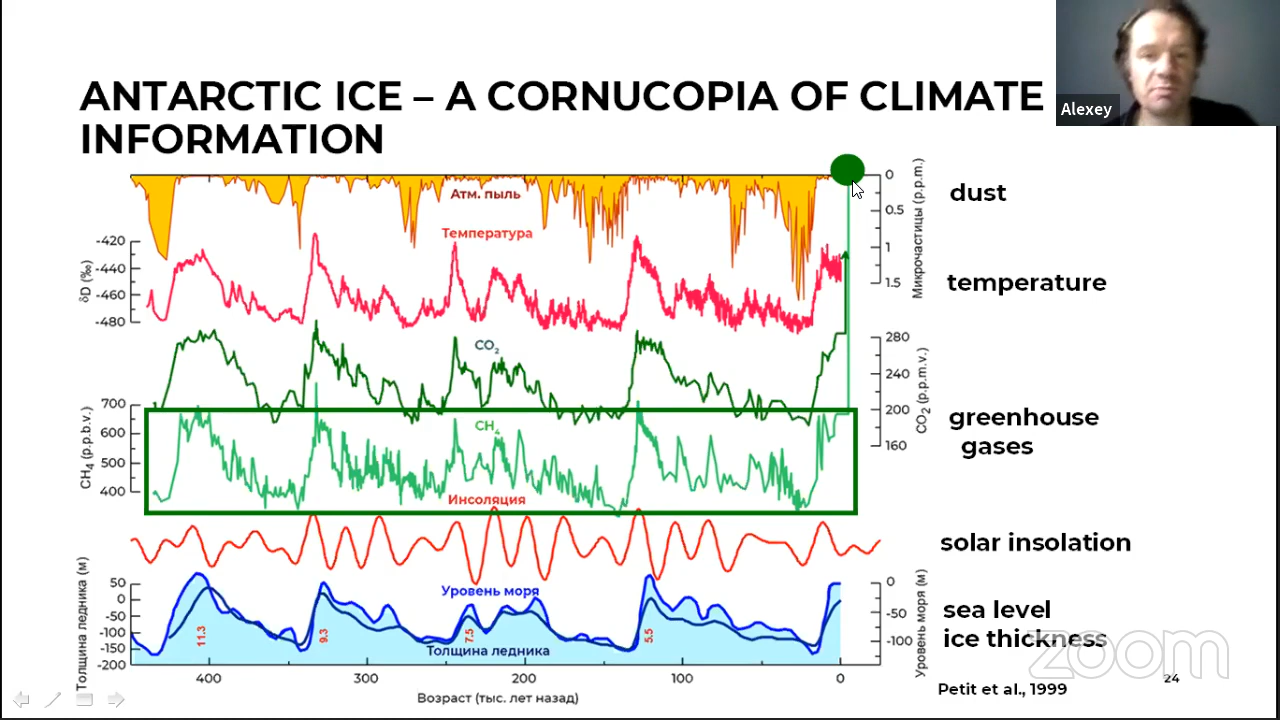 ANTARCTIC ICE – A CORNUCOPIA OF CLIMATE
INFORMATION
Alexey
Атм. пыль
0
0.5
1
1.5
Микрочастицы (p.p.m.)
dust
Температура
-420
-440
-460
-480
δD (‰)
temperature
CO2
280
240
200
160
CO2 (p.p.m.v.)
700
600
500
400
CH4 (p.p.b.v.)
CH4
greenhouse
gases
Инсоляция
solar insolation
Толщина ледника (м)
50
0
-50
-100
-150
-200
Уровень моря
Толщина ледника
11.3
9.3
7.5
5.5
0
-50
-100
Уровень моря (м)
sea level
ice thickness
400
300
200
100
0
Возраст (тыс. лет назад)
zoom
24
Petit et al., 1999